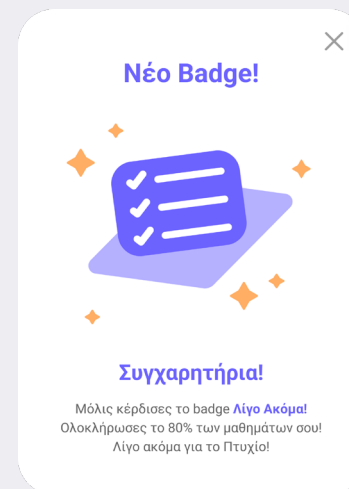 Νέο Badge!
Συγχαρητήρια!
Μόλις κέρδισες το badge Λίγο Ακόμα!
Ολοκλήρωσες το 80% των μαθημάτων σου!
Λίγο ακόμα για το Πτυχίο!